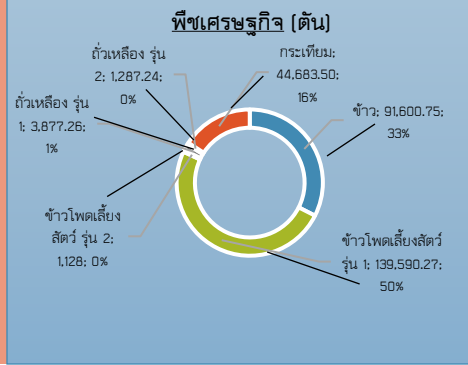 พืชเศรษฐกิจ (ตัน)
ถั่วเหลือง รุ่น
2; 1,287.24;
0%
กระเทียม;
44,683.50;
16%
ถั่วเหลือง รุ่น
1; 3,877.26;
1%
ข้าว; 91,600.75;
33%
ข้าวโพดเลี้ยง
สัตว์ รุ่น 2;
1,128; 0%
ข้าวโพดเลี้ยงสัตว์
รุ่น 1; 139,590.27;
50%